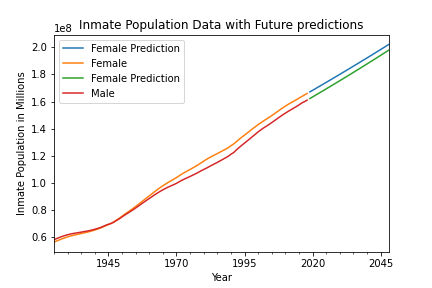 Inmate Population Data with Future predictions
1e8
Female Prediction
Female
Female Prediction
Male
2.0
1.8
1.6
1.4
1.2
1.0
0.8
0.6
Inmate Population in Millions
1945
1970
1995
2020
2045
Year